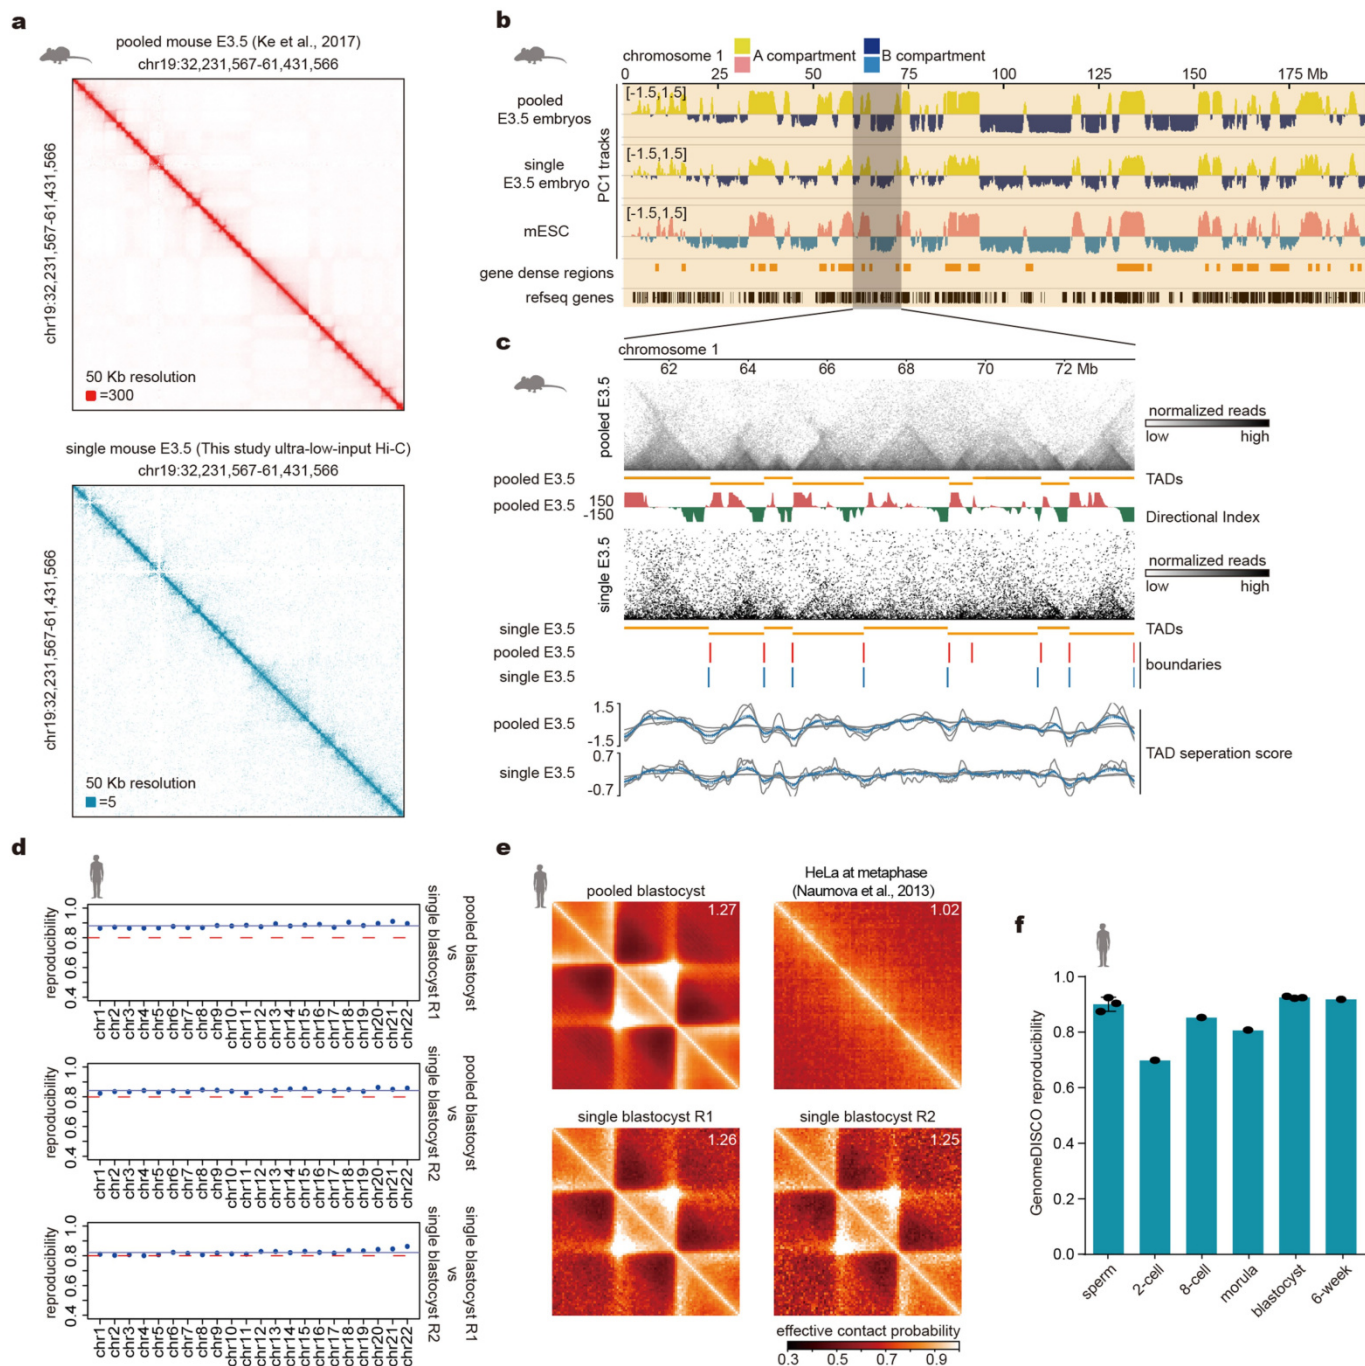 a
pooled mouse E3.5 (Ke et al., 2017)
chr19:32,231,567-61,431,566
chr19:32,231,567-61,431,566
50 Kb resolution
=300
single mouse E3.5 (This study ultra-low-input Hi-C)
chr19:32,231,567-61,431,566
chr19:32,231,567-61,431,566
50 Kb resolution
=5
b
chromosome 1
A compartment
B compartment
0 25 50 75 100 125 150 175 Mb
PC1 tracks
pooled
E3.5 embryos
[-1.5,1.5]
single
E3.5 embryo
[-1.5,1.5]
mESC
[-1.5,1.5]
gene dense regions
refseq genes
c
chromosome 1
62 64 66 68 70 72 Mb
pooled E3.5
normalized reads
low high
pooled E3.5
TADs
pooled E3.5
150
-150
Directional Index
single E3.5
normalized reads
low high
single E3.5
TADs
pooled E3.5
single E3.5
boundaries
pooled E3.5
1.5
-1.5
single E3.5
0.7
-0.7
TAD seperation score
d
reproducibility
0.4 0.6 0.8 1.0
chr1 chr2 chr3 chr4 chr5 chr6 chr7 chr8 chr9 chr10 chr11 chr12 chr13 chr14 chr15 chr16 chr17 chr18 chr19 chr20 chr21 chr22
pooled blastocyst
vs
single blastocyst R1
reproducibility
0.4 0.6 0.8 1.0
chr1 chr2 chr3 chr4 chr5 chr6 chr7 chr8 chr9 chr10 chr11 chr12 chr13 chr14 chr15 chr16 chr17 chr18 chr19 chr20 chr21 chr22
pooled blastocyst
vs
single blastocyst R2
reproducibility
0.4 0.6 0.8 1.0
chr1 chr2 chr3 chr4 chr5 chr6 chr7 chr8 chr9 chr10 chr11 chr12 chr13 chr14 chr15 chr16 chr17 chr18 chr19 chr20 chr21 chr22
single blastocyst R1
vs
single blastocyst R2
e
pooled blastocyst
1.27
HeLa at metaphase
(Naumova et al., 2013)
1.02
single blastocyst R1
1.26
single blastocyst R2
1.25
effective contact probability
0.3 0.5 0.7 0.9
f
GenomeDISCO reproducibility
1.0
0.8
0.6
0.4
0.2
0.0
sperm 2-cell 8-cell morula blastocyst 6-week